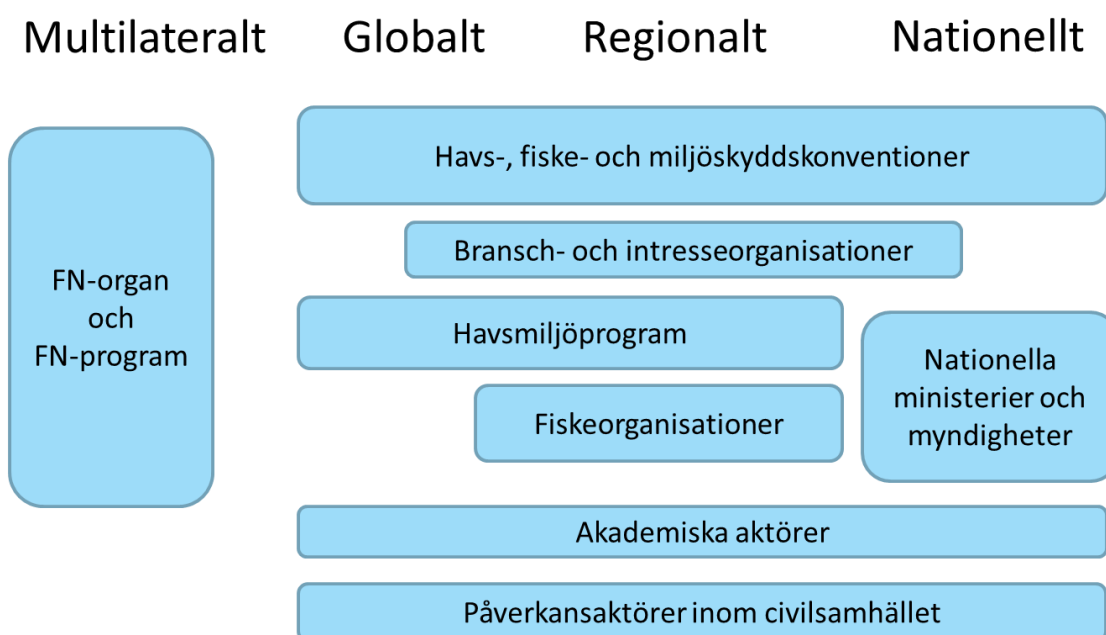 Multilateralt Globalt Regionalt Nationellt
Havs-, fiske- och miljöskyddskonventioner
Bransch- och intresseorganisationer
FN-organ
och
FN-program
Havsmiljöprogram
Nationella
ministerier och
myndigheter
Fiskeorganisationer
Akademiska aktörer
Påverkansaktörer inom civilsamhället